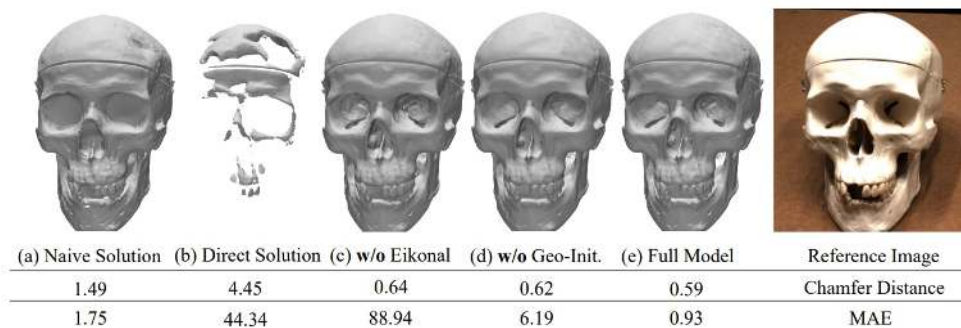 (a) Naive Solution (b) Direct Solution (c) w/o Eikonal (d) w/o Geo-Init. (e) Full Model Reference Image
1.49 4.45 0.64 0.62 0.59 Chamfer Distance
1.75 44.34 88.94 6.19 0.93 MAE